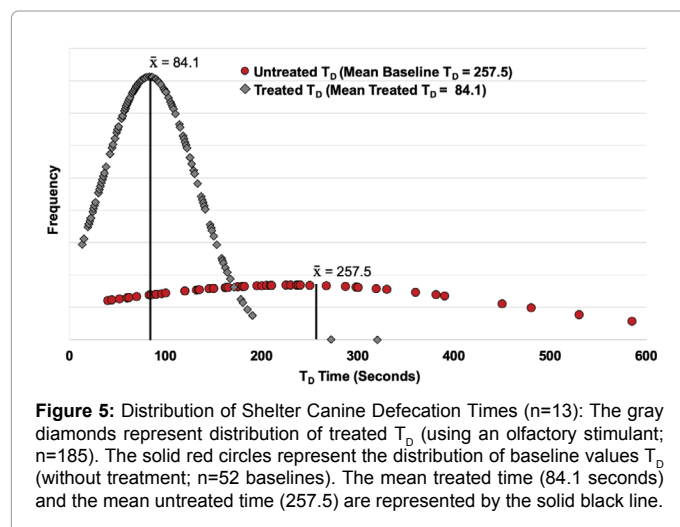 x̄ = 84.1
Untreated T_D (Mean Baseline T_D = 257.5)
Treated T_D (Mean Treated T_D = 84.1)
Frequency
x̄ = 257.5
0 100 200 300 400 500 600
T_D Time (Seconds)
Figure 5: Distribution of Shelter Canine Defecation Times (n=13): The gray
diamonds represent distribution of treated T_D (using an olfactory stimulant;
n=185). The solid red circles represent the distribution of baseline values T_D
(without treatment; n=52 baselines). The mean treated time (84.1 seconds)
and the mean untreated time (257.5) are represented by the solid black line.